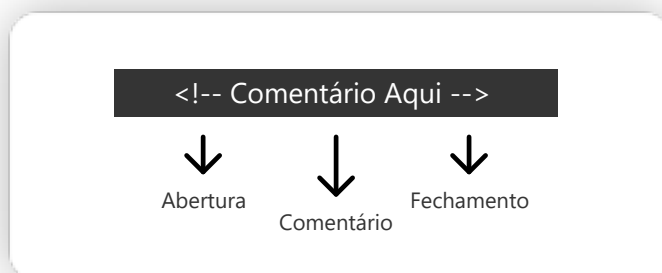 <!-- Comentário Aqui -->
Abertura
Comentário
Fechamento